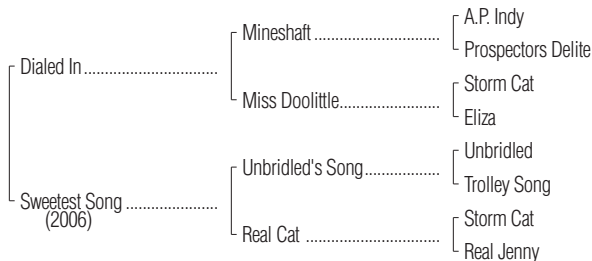 A.P. Indy
Mineshaft ..............................
Prospectors Delite
Dialed In................................
Storm Cat
Miss Doolittle........................
Eliza
Unbridled
Unbridled's Song..................
Trolley Song
Sweetest Song ......................
(2006)
Storm Cat
Real Cat ................................
Real Jenny